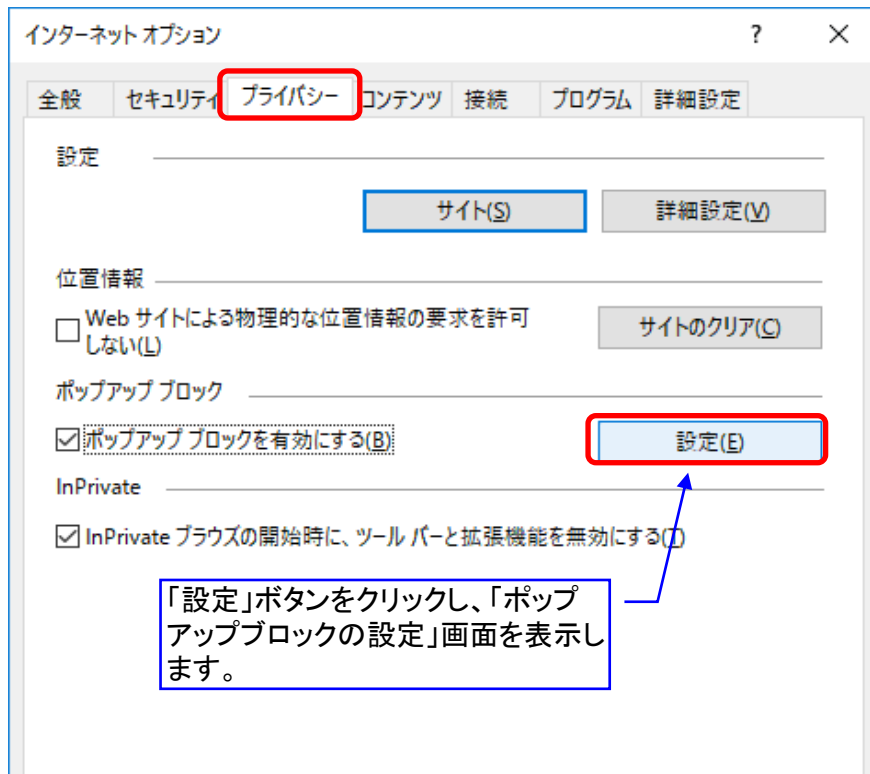 インターネット オプション ? ×
全般 セキュリティ プライバシー コンテンツ 接続 プログラム 詳細設定
設定
サイト(S) 詳細設定(V)
位置情報
Web サイトによる物理的な位置情報の要求を許可
しない(L)
サイトのクリア(C)
ポップアップ ブロック
ポップアップ ブロックを有効にする(B) 設定(E)
InPrivate
InPrivate ブラウズの開始時に、ツール バーと拡張機能を無効にする(T)
「設定」ボタンをクリックし、「ポップ
アップブロックの設定」画面を表示し
ます。